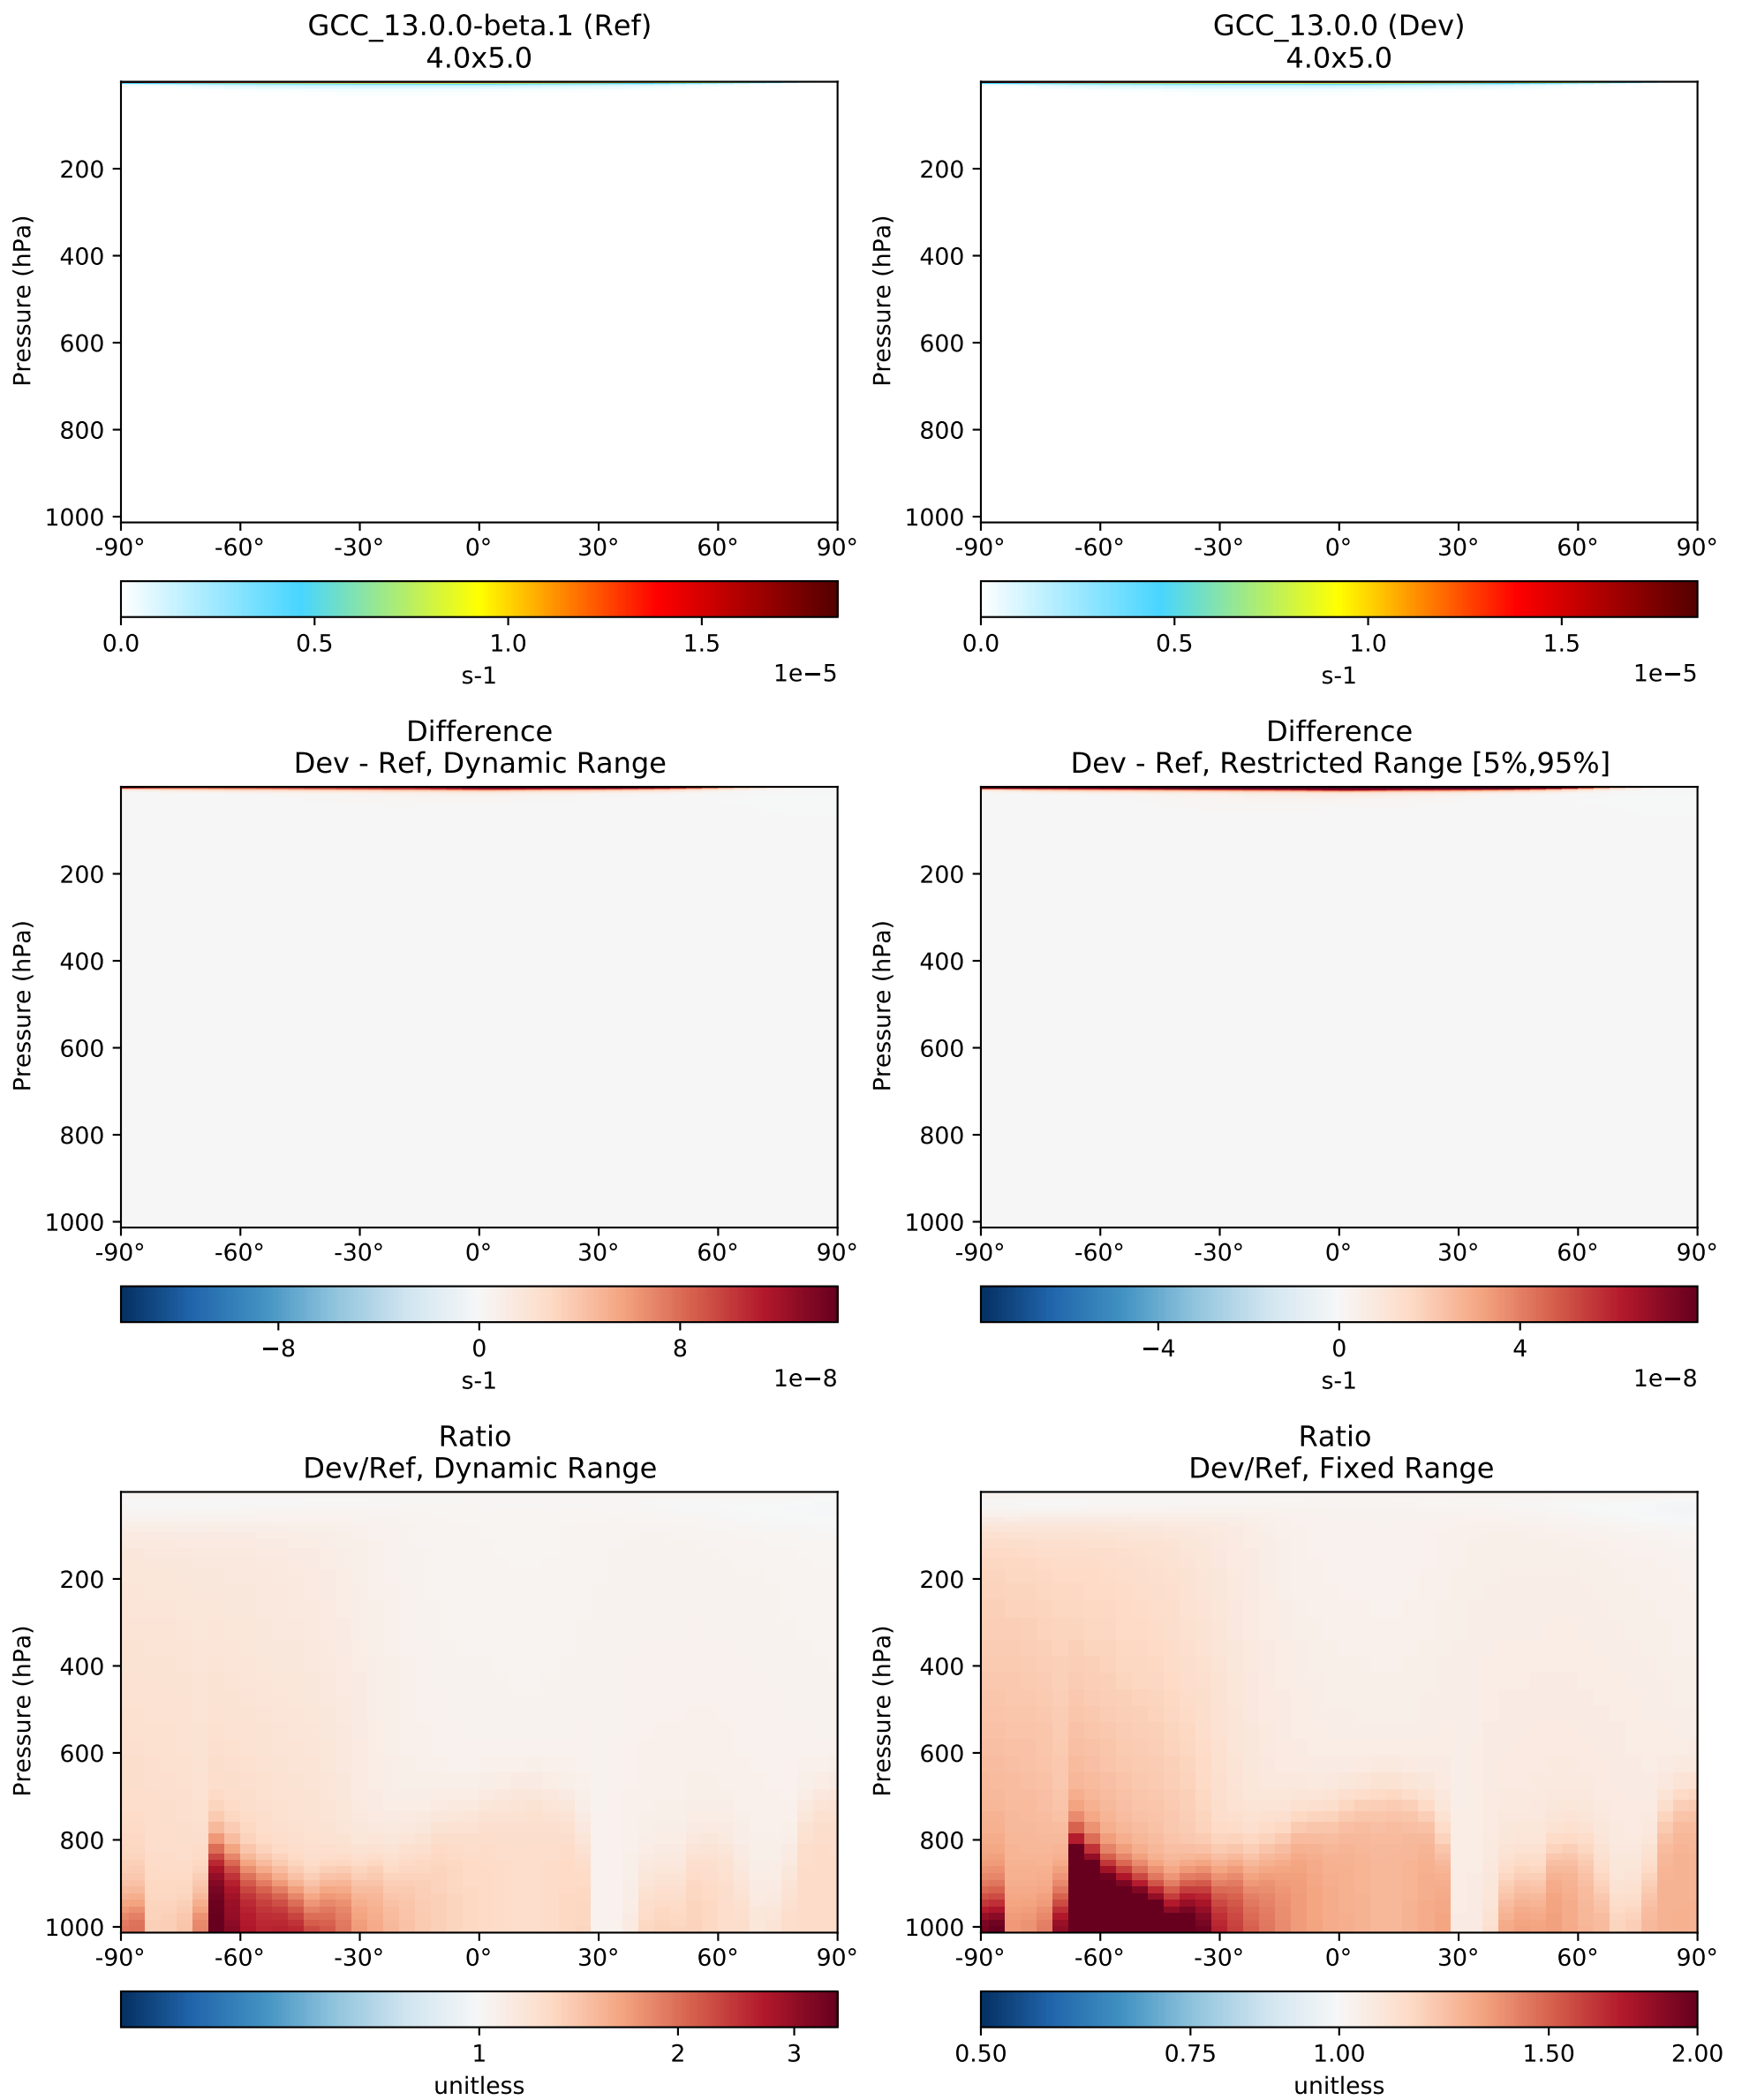 GCC_13.0.0-beta.1 (Ref)
4.0x5.0
GCC_13.0.0 (Dev)
4.0x5.0
Pressure (hPa)
200
400
600
800
1000
-90° -60° -30° 0° 30° 60° 90°
0.0 0.5 1.0 1.5
1e−5
s-1
Pressure (hPa)
200
400
600
800
1000
-90° -60° -30° 0° 30° 60° 90°
0.0 0.5 1.0 1.5
1e−5
s-1
Difference
Dev - Ref, Dynamic Range
Pressure (hPa)
200
400
600
800
1000
-90° -60° -30° 0° 30° 60° 90°
−8 0 8
1e−8
s-1
Difference
Dev - Ref, Restricted Range [5%,95%]
Pressure (hPa)
200
400
600
800
1000
-90° -60° -30° 0° 30° 60° 90°
−4 0 4
1e−8
s-1
Ratio
Dev/Ref, Dynamic Range
Pressure (hPa)
200
400
600
800
1000
-90° -60° -30° 0° 30° 60° 90°
1 2 3
unitless
Ratio
Dev/Ref, Fixed Range
Pressure (hPa)
200
400
600
800
1000
-90° -60° -30° 0° 30° 60° 90°
0.50 0.75 1.00 1.50 2.00
unitless